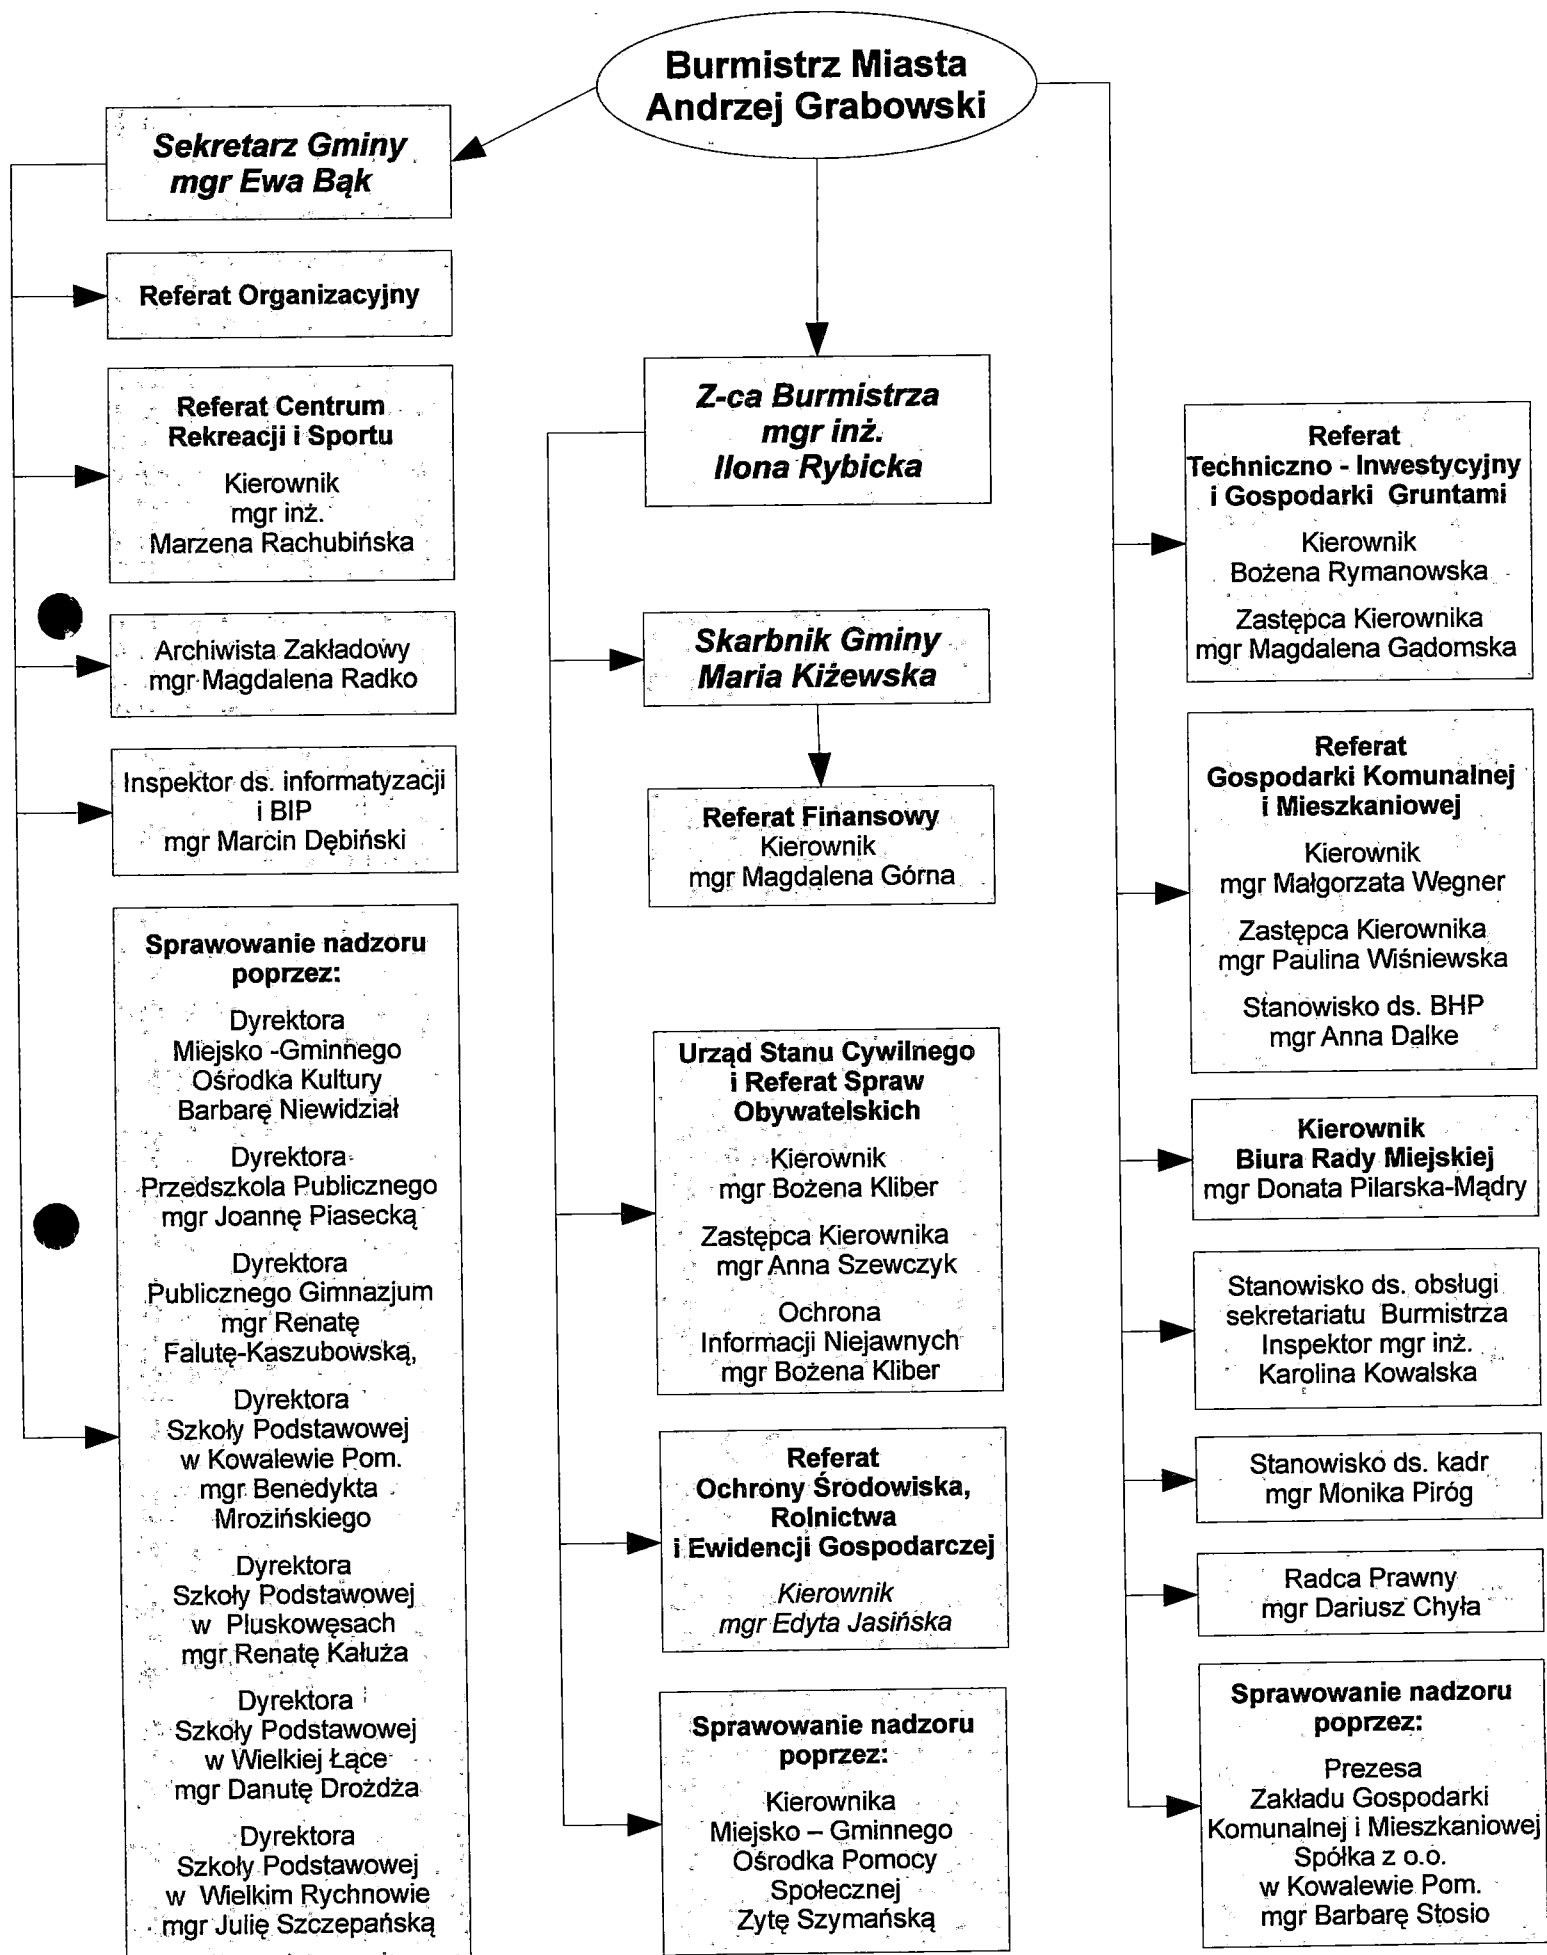 Burmistrz Miasta
Andrzej Grabowski
Sekretarz Gminy
mgr Ewa Bąk
Referat Organizacyjny
Referat Centrum
Rekreacji i Sportu
Kierownik
mgr inż.
Marzena Rachubińska
Archiwista Zakładowy
mgr Magdalena Radko
Inspektor ds. informatyzacji
i BIP
mgr Marcin Dębiński
Sprawowanie nadzoru
poprzez:
Dyrektora
Miejsko -Gminnego
Ośrodka Kultury
Barbarę Niewidział
Dyrektora
Przedszkola Publicznego
mgr Joannę Piasecką
Dyrektora
Publicznego Gimnazjum
mgr Renatę
Falutę-Kaszubowską,
Dyrektora
Szkoły Podstawowej
w Kowalewie Pom.
mgr Benedykta
Mrozińskiego
Dyrektora
Szkoły Podstawowej
w Pluskowęsach
mgr Renatę Kałuża
Dyrektora
Szkoły Podstawowej
w Wielkiej Łące
mgr Danutę Drożdża
Dyrektora
Szkoły Podstawowej
w Wielkim Rychnowie
mgr Julię Szczepańską
Z-ca Burmistrza
mgr inż.
Ilona Rybicka
Skarbnik Gminy
Maria Kiżewska
Referat Finansowy
Kierownik
mgr Magdalena Górna
Urząd Stanu Cywilnego
i Referat Spraw
Obywatelskich
Kierownik
mgr Bożena Kliber
Zastępca Kierownika
mgr Anna Szewczyk
Ochrona
Informacji Niejawnych
mgr Bożena Kliber
Referat
Ochrony Środowiska,
Rolnictwa
i Ewidencji Gospodarczej
Kierownik
mgr Edyta Jasińska
Sprawowanie nadzoru
poprzez:
Kierownika
Miejsko – Gminnego
Ośrodka Pomocy
Społecznej
Zytę Szymańską
Referat
Techniczno - Inwestycyjny
i Gospodarki Gruntami
Kierownik
Bożena Rymanowska
Zastępca Kierownika
mgr Magdalena Gadomska
Referat
Gospodarki Komunalnej
i Mieszkaniowej
Kierownik
mgr Małgorzata Wegner
Zastępca Kierownika
mgr Paulina Wiśniewska
Stanowisko ds. BHP
mgr Anna Dalke
Kierownik
Biura Rady Miejskiej
mgr Donata Pilarska-Mądry
Stanowisko ds. obsługi
sekretariatu Burmistrza
Inspektor mgr inż.
Karolina Kowalska
Stanowisko ds. kadr
mgr Monika Piróg
Radca Prawny
mgr Dariusz Chyła
Sprawowanie nadzoru
poprzez:
Prezesa
Zakładu Gospodarki
Komunalnej i Mieszkaniowej
Spółka z o.o.
w Kowalewie Pom.
mgr Barbarę Stosio